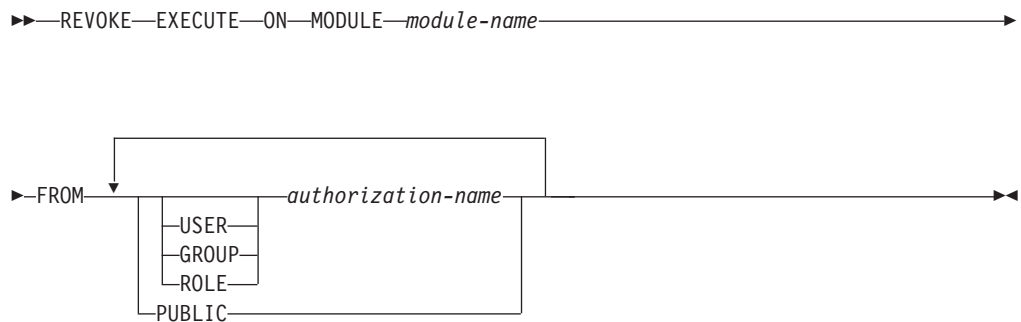 REVOKE EXECUTE ON MODULE module-name
FROM authorization-name
USER
GROUP
ROLE
PUBLIC